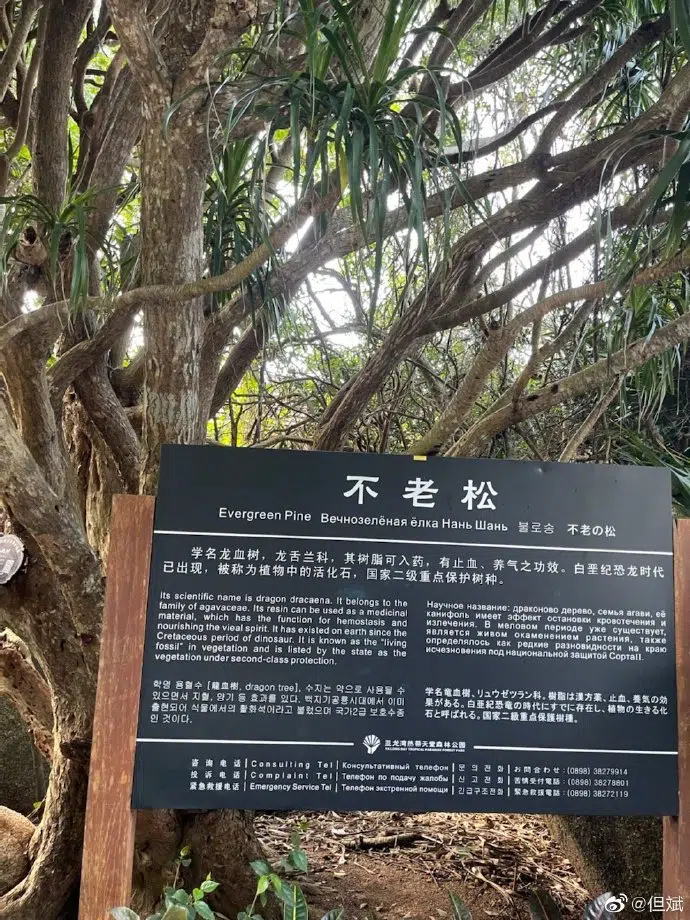 不老松
Evergreen Pine Вечнозелёная ёлка Нань Шань 불로송 不老の松
学名龙血树，龙舌兰科，其树脂可入药，有止血、养气之功效。白垩纪恐龙时代
已出现，被称为植物中的活化石，国家二级重点保护树种。
Its scientific name is dragon dracaena. It belongs to the
family of agavaceae. Its resin can be used as a medicinal
material, which has the function for hemostasis and
nourishing the vieal spirit. It has existed on earth since the
Cretaceous period of dinosaur. It is known as the "living
fossil" in vegetation and is listed by the state as the
vegetation under second-class protection.
Научное название: драконово дерево, семья агави, её
канифоль имеет эффект остановки кровотечения и
излечения. В меловом периоде уже существует,
является живом окаменением растения, также
определялось как редкие разновидности на краю
исчезновения под национальной защитой СортаII.
학명 용혈수 [龍血樹, dragon tree], 수지는 약으로 사용될 수
있으면서 지혈, 양기 등 효과를 있다. 백지기공룡시대에서 이미
출현되어 식물에서의 활화석이라고 불렸으며 국가2급 보호수종
인 것이다.
学名竜血樹、リュウゼツラン科。樹脂は漢方薬、止血、養気の効
果がある。白亜紀恐竜の時代にすでに存在し、植物の生きる化
石と呼ばれる。国家二級重点保護樹種。
亚龙湾热带天堂森林公园
YALONG BAY TROPICAL PARADISE FOREST PARK
咨询电话 | Consulting Tel | Консультативный телефон | 문의전화 | お問合わせ : (0898) 38279914
投诉电话 | Complaint Tel | Телефон по подачу жалобы | 신고전화 | 苦情受付電話 : (0898) 38278801
紧急救援电话 | Emergency Service Tel | Телефон экстренной помощи | 긴급구조전화 | 緊急救援電話 : (0898) 38272119
@但斌